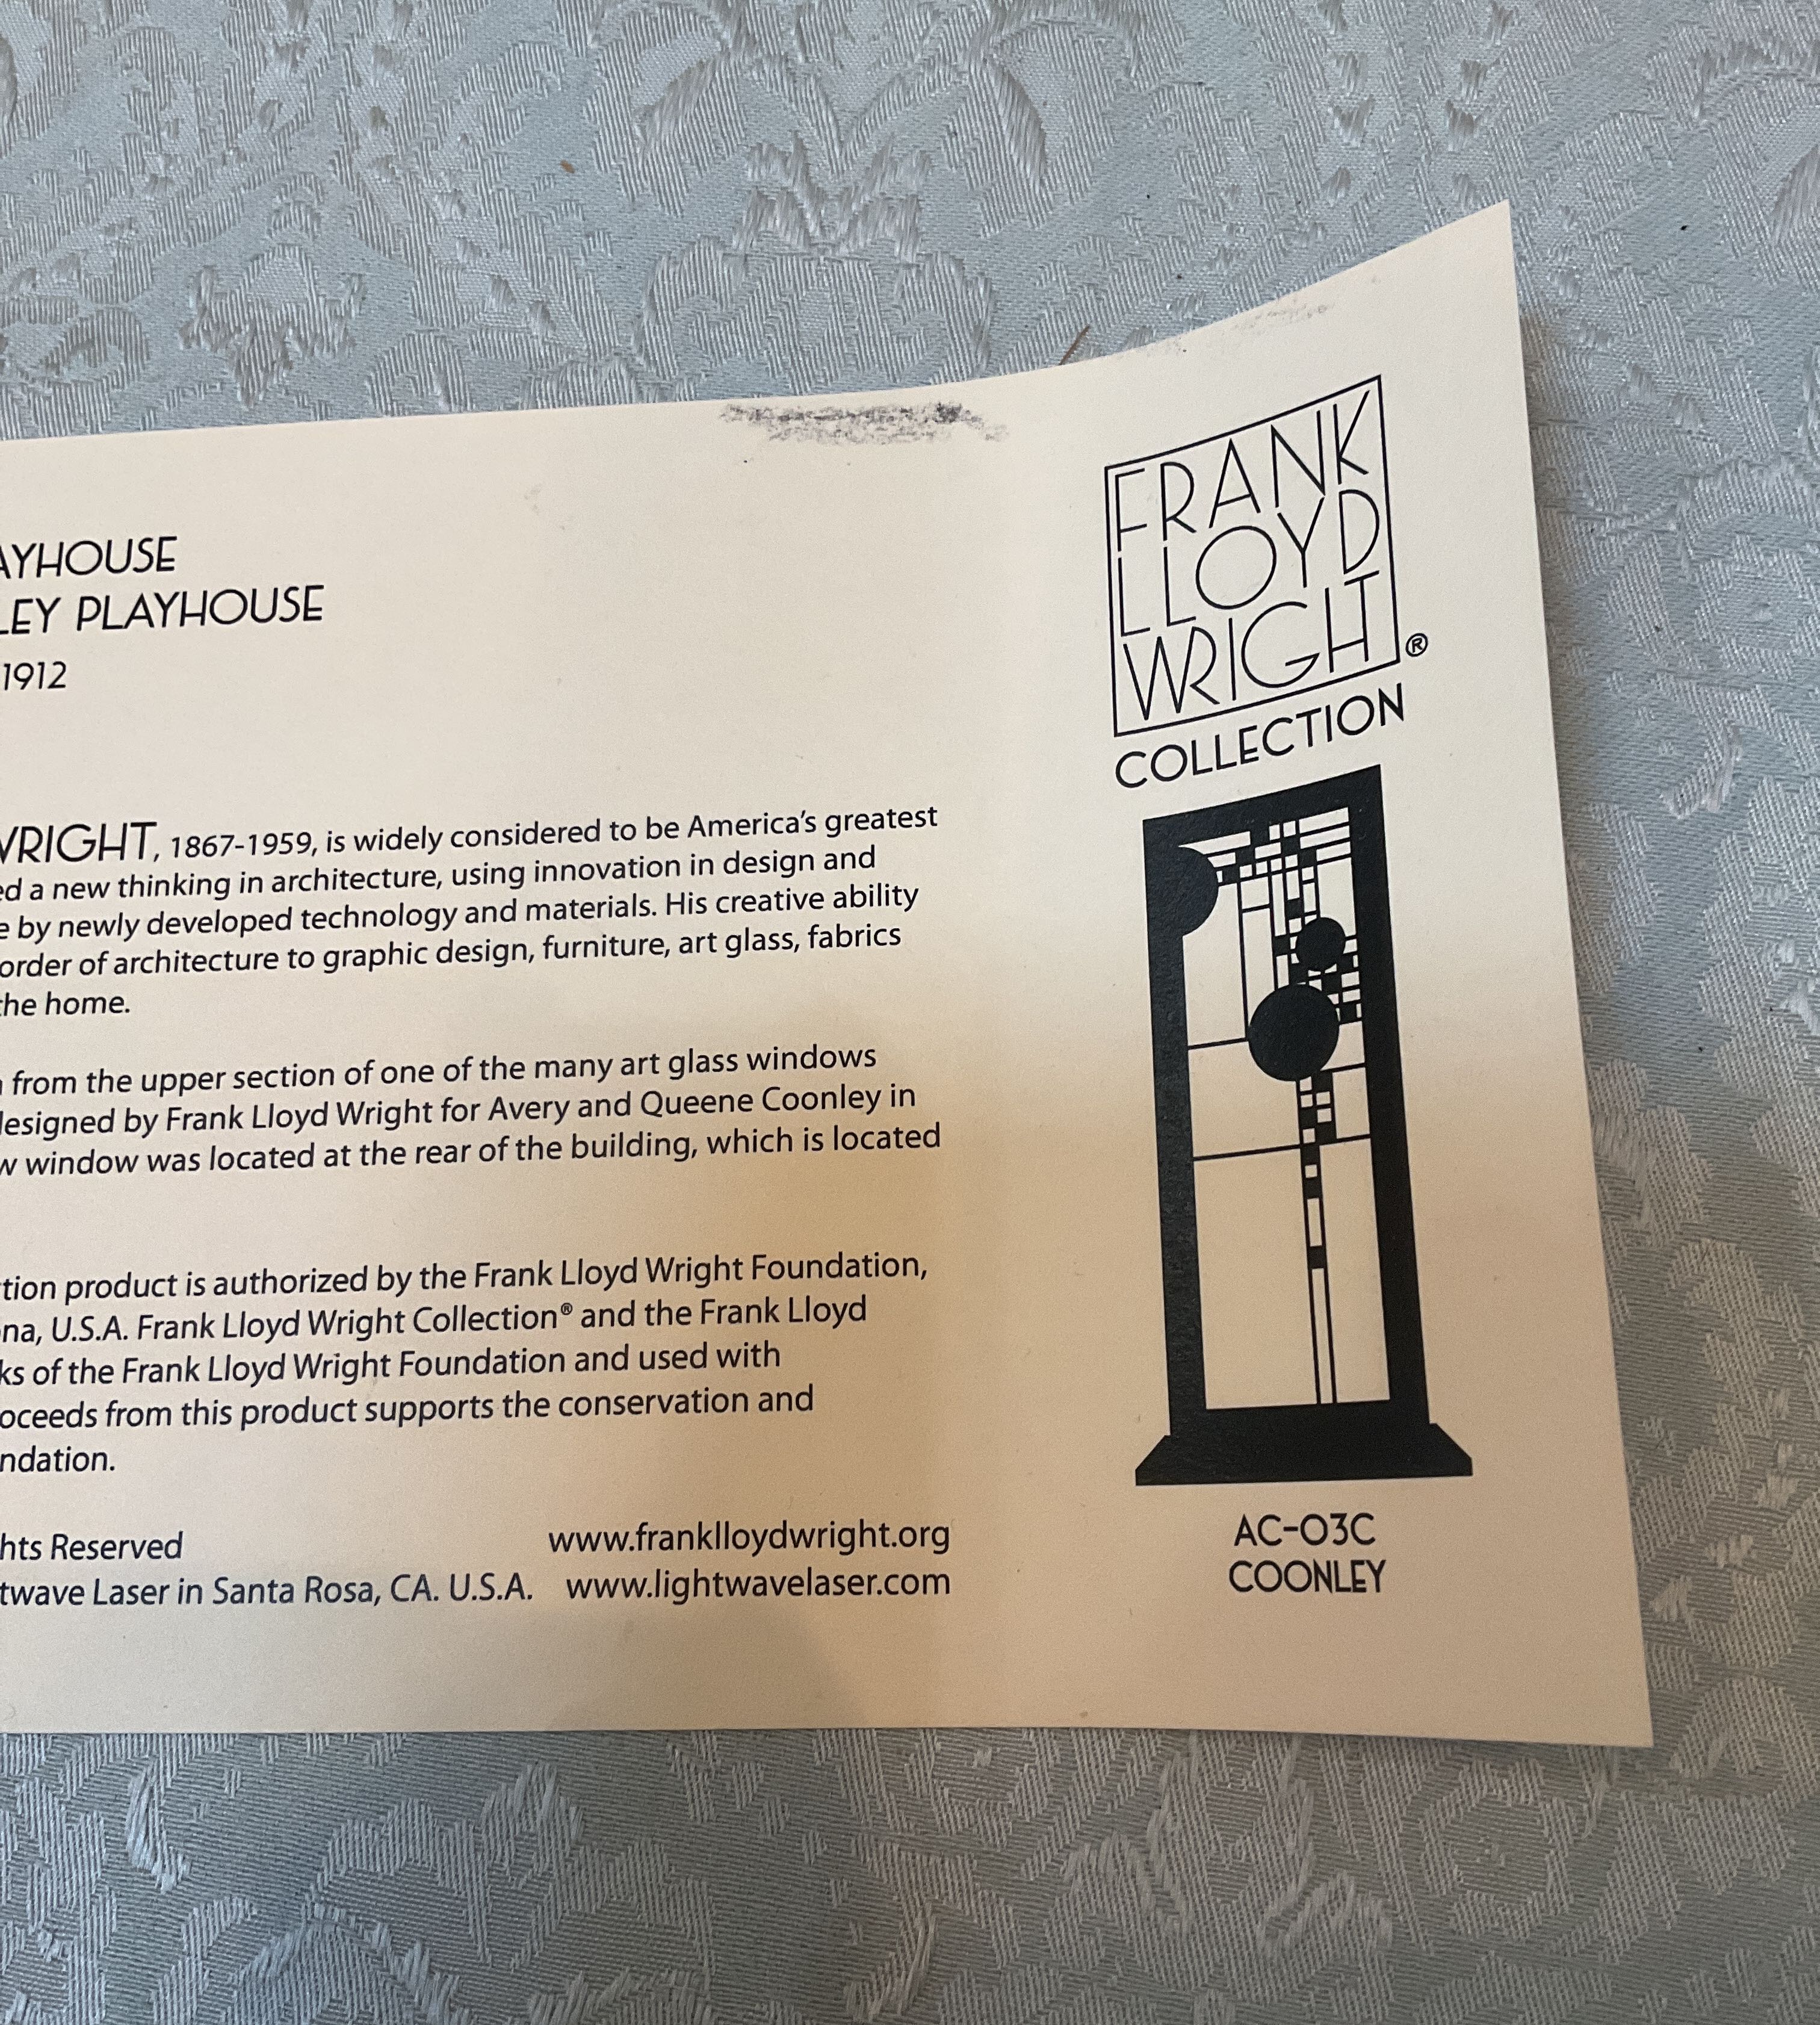 AYHOUSE
LEY PLAYHOUSE
1912
WRIGHT, 1867-1959, is widely considered to be America's greatest
ed a new thinking in architecture, using innovation in design and
e by newly developed technology and materials. His creative ability
order of architecture to graphic design, furniture, art glass, fabrics
the home.
from the upper section of one of the many art glass windows
designed by Frank Lloyd Wright for Avery and Queene Coonley in
w window was located at the rear of the building, which is located
tion product is authorized by the Frank Lloyd Wright Foundation,
na, U.S.A. Frank Lloyd Wright Collection® and the Frank Lloyd
ks of the Frank Lloyd Wright Foundation and used with
oceeds from this product supports the conservation and
ndation.
hts Reserved www.franklloydwright.org
twave Laser in Santa Rosa, CA. U.S.A. www.lightwavelaser.com
FRANK
LLOYD
WRIGHT®
COLLECTION
AC-03C
COONLEY